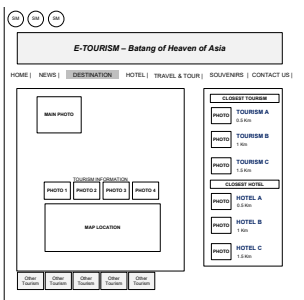 SM SM SM
E-TOURISM – Batang of Heaven of Asia
HOME | NEWS | DESTINATION HOTEL | TRAVEL & TOUR | SOUVENIRS | CONTACT US |
MAIN PHOTO
TOURISM INFORMATION
PHOTO 1 PHOTO 2 PHOTO 3 PHOTO 4
MAP LOCATION
CLOSEST TOURISM
PHOTO
TOURISM A
0.5 Km
PHOTO
TOURISM B
1 Km
PHOTO
TOURISM C
1.5 Km
CLOSEST HOTEL
PHOTO
HOTEL A
0.5 Km
PHOTO
HOTEL B
1 Km
PHOTO
HOTEL C
1.5 Km
Other Other Other Other Other
Tourism Tourism Tourism Tourism Tourism